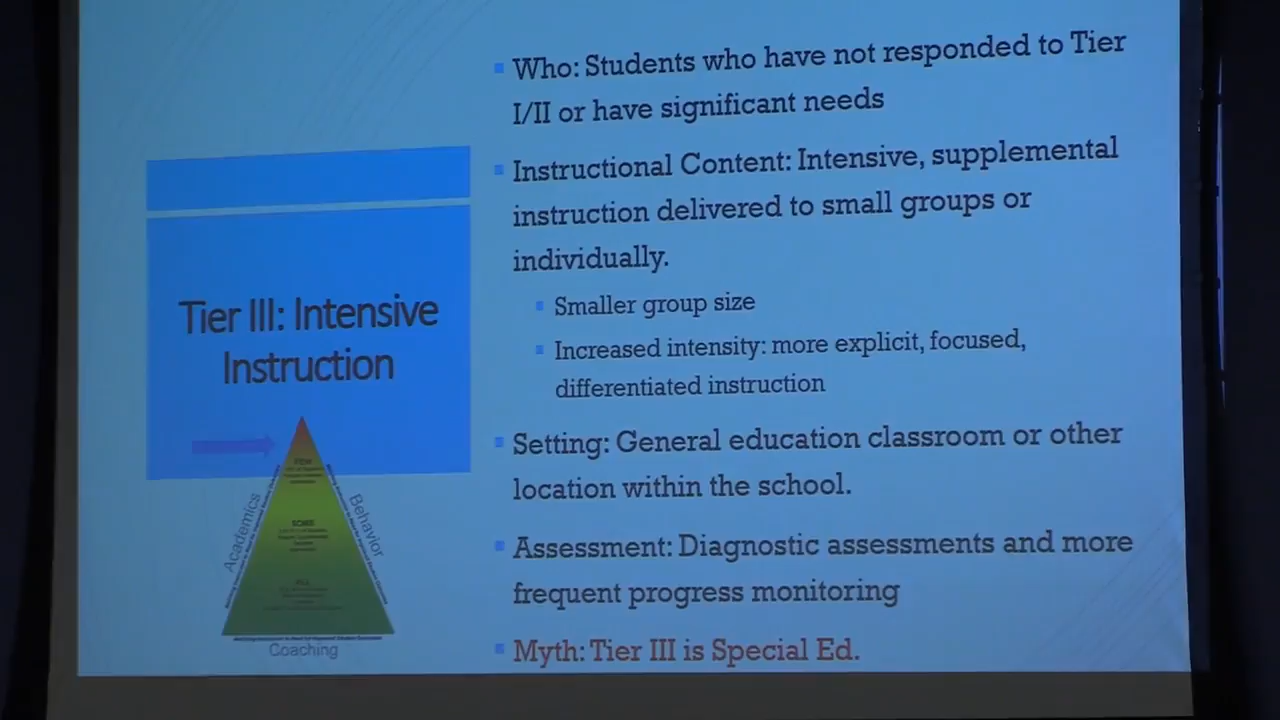 Who: Students who have not responded to Tier
I/II or have significant needs
Instructional Content: Intensive, supplemental
instruction delivered to small groups or
individually.
Smaller group size
Increased intensity: more explicit, focused,
differentiated instruction
Setting: General education classroom or other
location within the school.
Assessment: Diagnostic assessments and more
frequent progress monitoring
Myth: Tier III is Special Ed.
Tier III: Intensive
Instruction
Academics
Behavior
SOME
Coaching